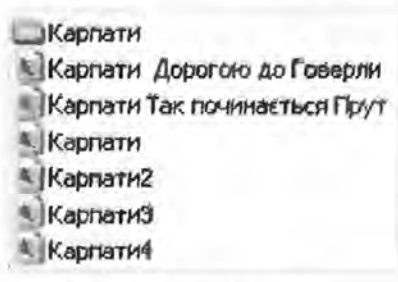 Карпати
Карпати Дорогою до Говерли
Карпати Так починається Прут
Карпати
Карпати2
Карпати3
Карпати4